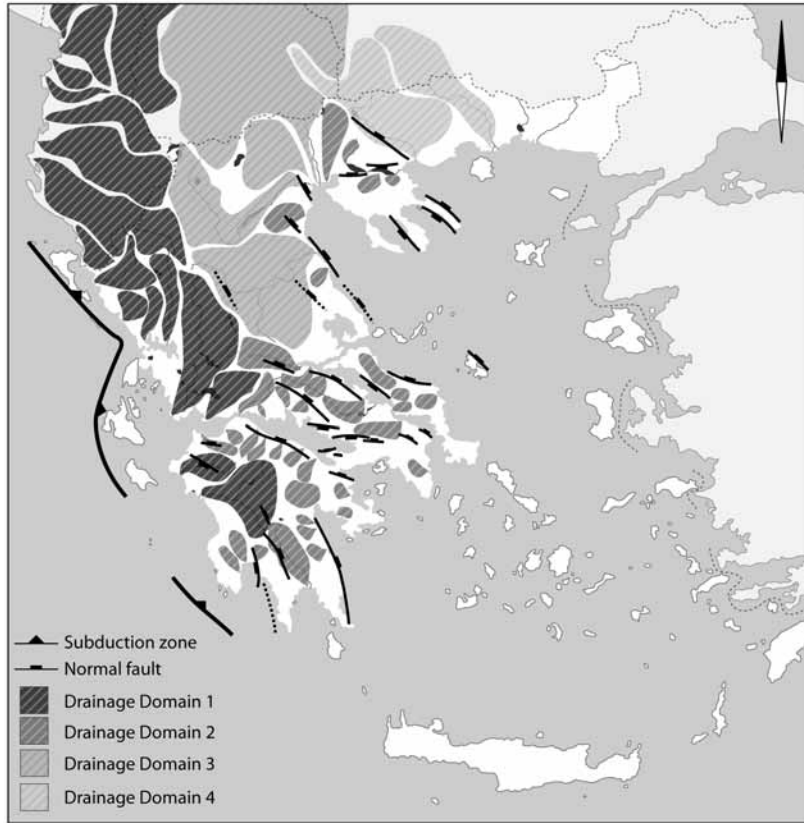 Subduction zone
Normal fault
Drainage Domain 1
Drainage Domain 2
Drainage Domain 3
Drainage Domain 4